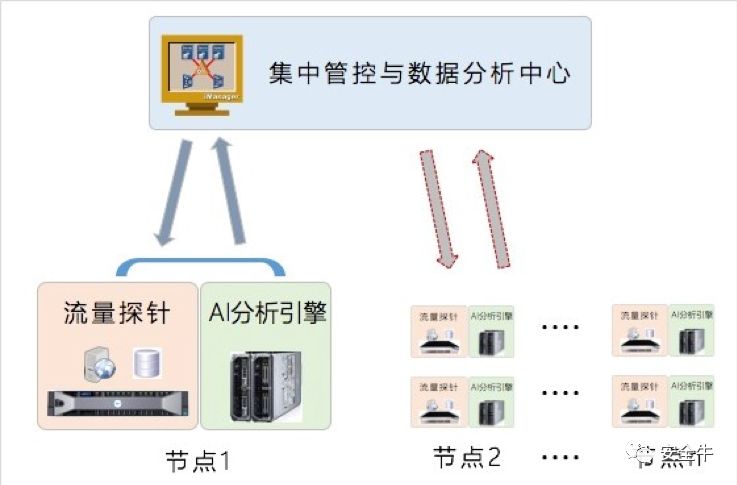 集中管控与数据分析中心
iManager
流量探针 AI分析引擎
流量探针 AI分析引擎 流量探针 AI分析引擎
····
流量探针 AI分析引擎 流量探针 AI分析引擎
····
节点1 节点2 ····
安全牛